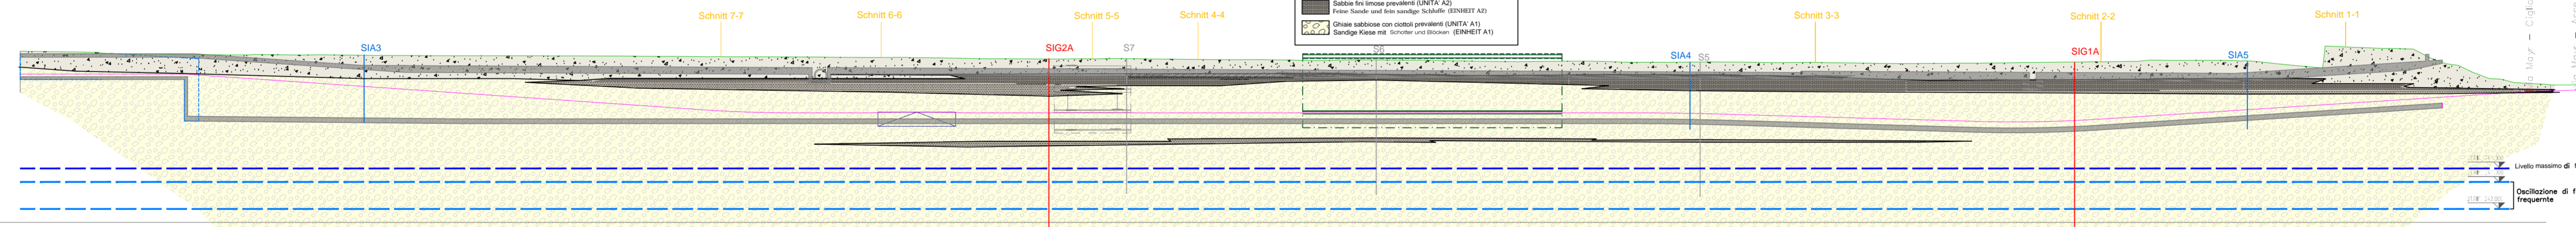 Sabbie fini limose prevalenti (UNITA' A2)
Feine Sande und fein sandige Schluffe (EINHEIT A2)
Ghiaie sabbiose con ciottoli prevalenti (UNITA' A1)
Sandige Kiese mit Schotter und Blöcken (EINHEIT A1)
Schnitt 7-7
Schnitt 6-6
Schnitt 5-5
Schnitt 4-4
Schnitt 3-3
Schnitt 2-2
Schnitt 1-1
SIA3
SIG2A
S7
S6
SIA4
S5
SIG1A
SIA5
Livello massimo di
Oscillazione di f
frequernte